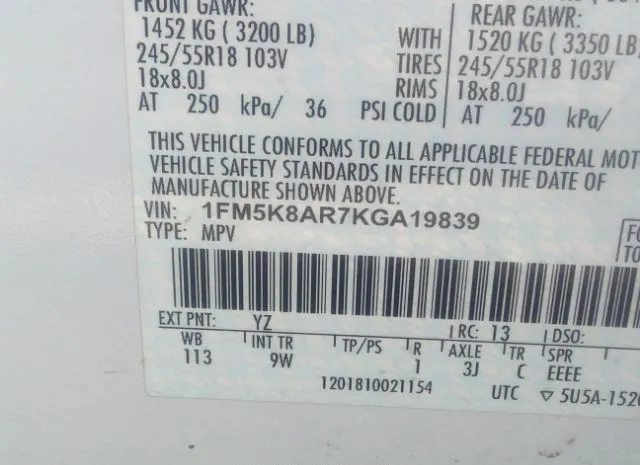 FRONT GAWR:
1452 KG ( 3200 LB)
245/55R18 103V
18x8.0J
AT 250 kPa/ 36 PSI COLD
WITH
TIRES
RIMS
REAR GAWR:
1520 KG ( 3350 LB)
245/55R18 103V
18x8.0J
AT 250 kPa/
THIS VEHICLE CONFORMS TO ALL APPLICABLE FEDERAL MOT
VEHICLE SAFETY STANDARDS IN EFFECT ON THE DATE OF
MANUFACTURE SHOWN ABOVE.
VIN: 1FM5K8AR7KGA19839
TYPE: MPV
EXT PNT: YZ RC: 13 DSO:
WB INT TR TP/PS R AXLE TR SPR
113 9W 1 3J C EEEE
1201810021154 UTC ▽ 5U5A-1520